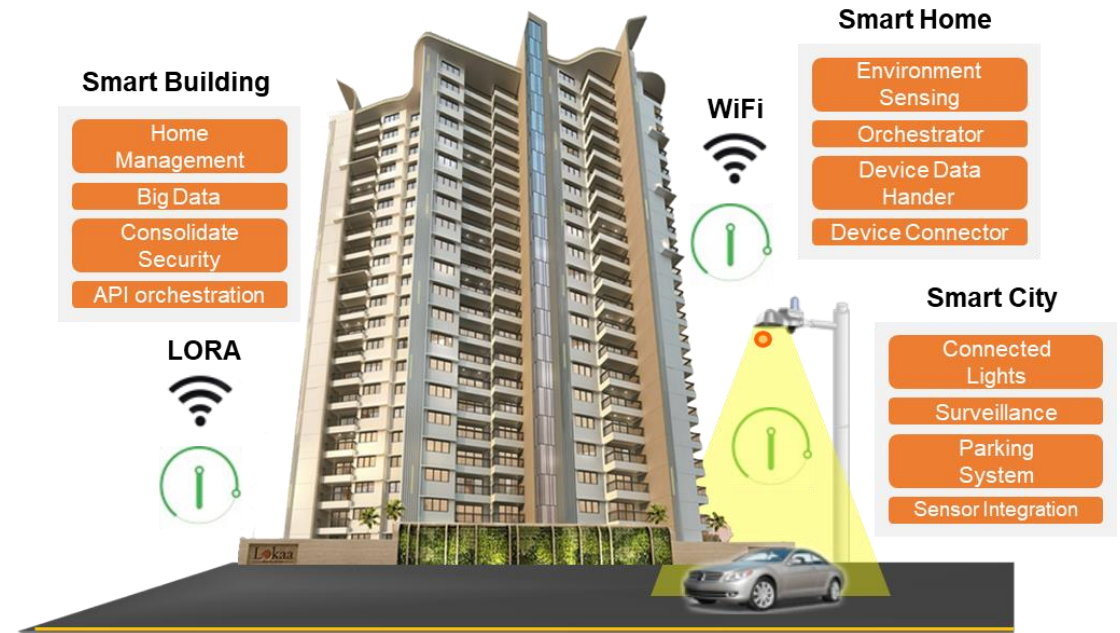 Smart Building
Home
Management
Big Data
Consolidate
Security
API orchestration
LORA
WiFi
Smart Home
Environment
Sensing
Orchestrator
Device Data
Hander
Device Connector
Smart City
Connected
Lights
Surveillance
Parking
System
Sensor Integration
Lokaa